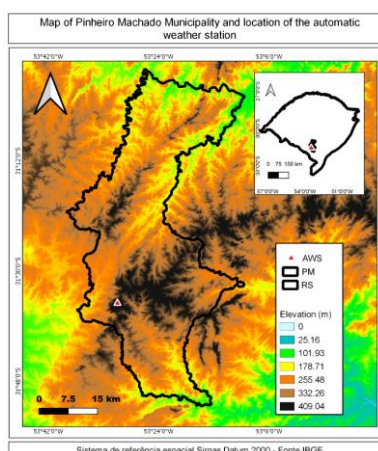 Map of Pinheiro Machado Municipality and location of the automatic
weather station
53°42.0'W
53°24.0'W
53°6.0'W
31°12.0'S
31°30.0'S
31°48.0'S
0 75 150 km
57°0.0'W 54°0.0'W 51°0.0'W
AWS
PM
RS
Elevation (m)
0
25.16
101.93
178.71
255.48
332.26
409.04
0 7.5 15 km
53°42.0'W
53°24.0'W
53°6.0'W
Sistema de referência espacial Sirgas Datum 2000 - Fonte IBGE